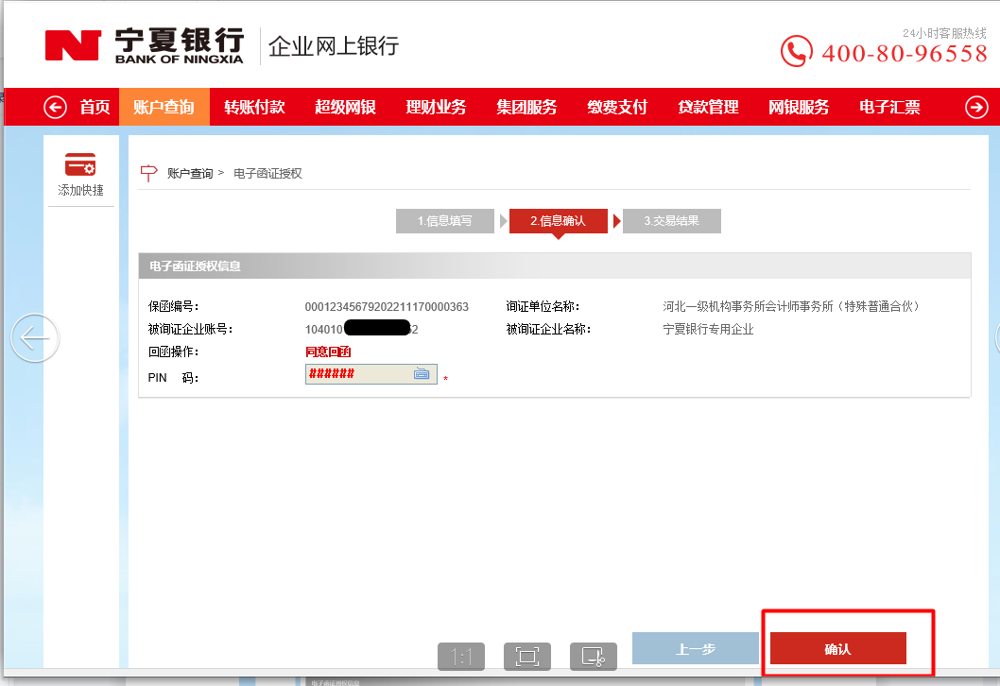 宁夏银行
BANK OF NINGXIA
企业网上银行
24小时客服热线
400-80-96558
首页 账户查询 转账付款 超级网银 理财业务 集团服务 缴费支付 贷款管理 网银服务 电子汇票
添加快捷
账户查询 > 电子函证授权
1.信息填写 2.信息确认 3.交易结果
电子函证授权信息
保函编号: 00012345679202211170000363 询证单位名称: 河北一级机构事务所会计师事务所（特殊普通合伙）
被询证企业账号: 104010 2 被询证企业名称: 宁夏银行专用企业
回函操作: 同意回函
PIN 码: ###### *
1:1
上一步 确认
电子函证授权信息